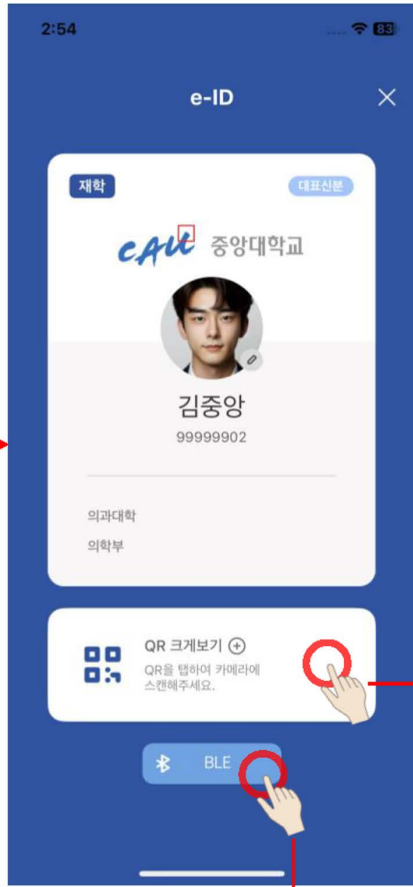 2:54
83
e-ID
재학
대표신분
CAU 중앙대학교
김중앙
99999902
의과대학
의학부
QR 크게보기
QR을 탭하여 카메라에
스캔해주세요.
BLE